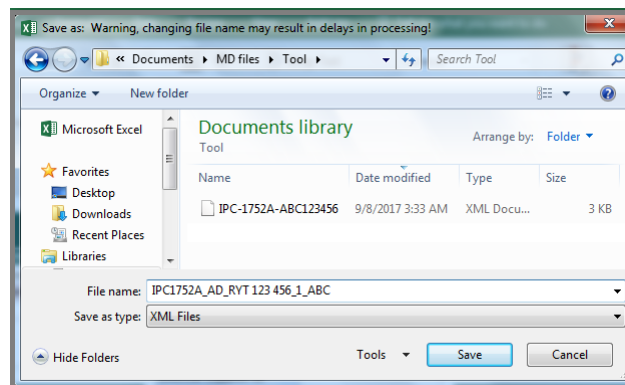 Save as: Warning, changing file name may result in delays in processing!
« Documents ▸ MD files ▸ Tool ▸
Search Tool
Organize
New folder
Microsoft Excel
Favorites
Desktop
Downloads
Recent Places
Libraries
Documents library
Tool
Arrange by: Folder
Name Date modified Type Size
IPC-1752A-ABC123456 9/8/2017 3:33 AM XML Docu... 3 KB
File name: IPC1752A_AD_RYT 123 456_1_ABC
Save as type: XML Files
Hide Folders
Tools
Save
Cancel